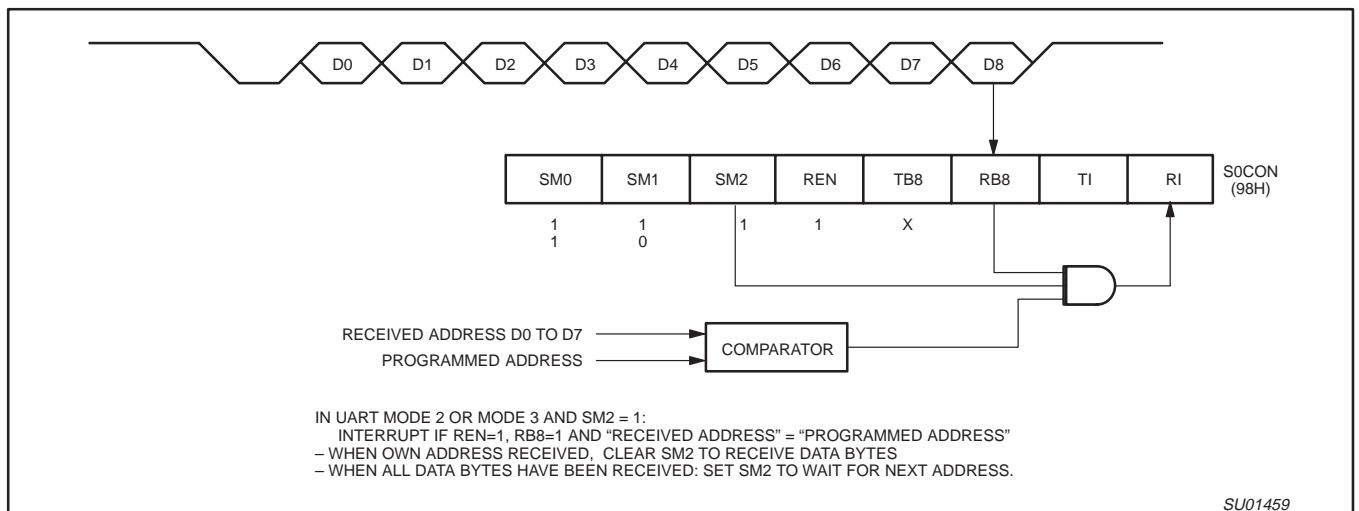 D0 D1 D2 D3 D4 D5 D6 D7 D8
SM0 SM1 SM2 REN TB8 RB8 TI RI
S0CON
(98H)
1 1 1 1 X
1 0
RECEIVED ADDRESS D0 TO D7
PROGRAMMED ADDRESS
COMPARATOR
IN UART MODE 2 OR MODE 3 AND SM2 = 1:
INTERRUPT IF REN=1, RB8=1 AND “RECEIVED ADDRESS” = “PROGRAMMED ADDRESS”
– WHEN OWN ADDRESS RECEIVED, CLEAR SM2 TO RECEIVE DATA BYTES
– WHEN ALL DATA BYTES HAVE BEEN RECEIVED: SET SM2 TO WAIT FOR NEXT ADDRESS.
SU01459